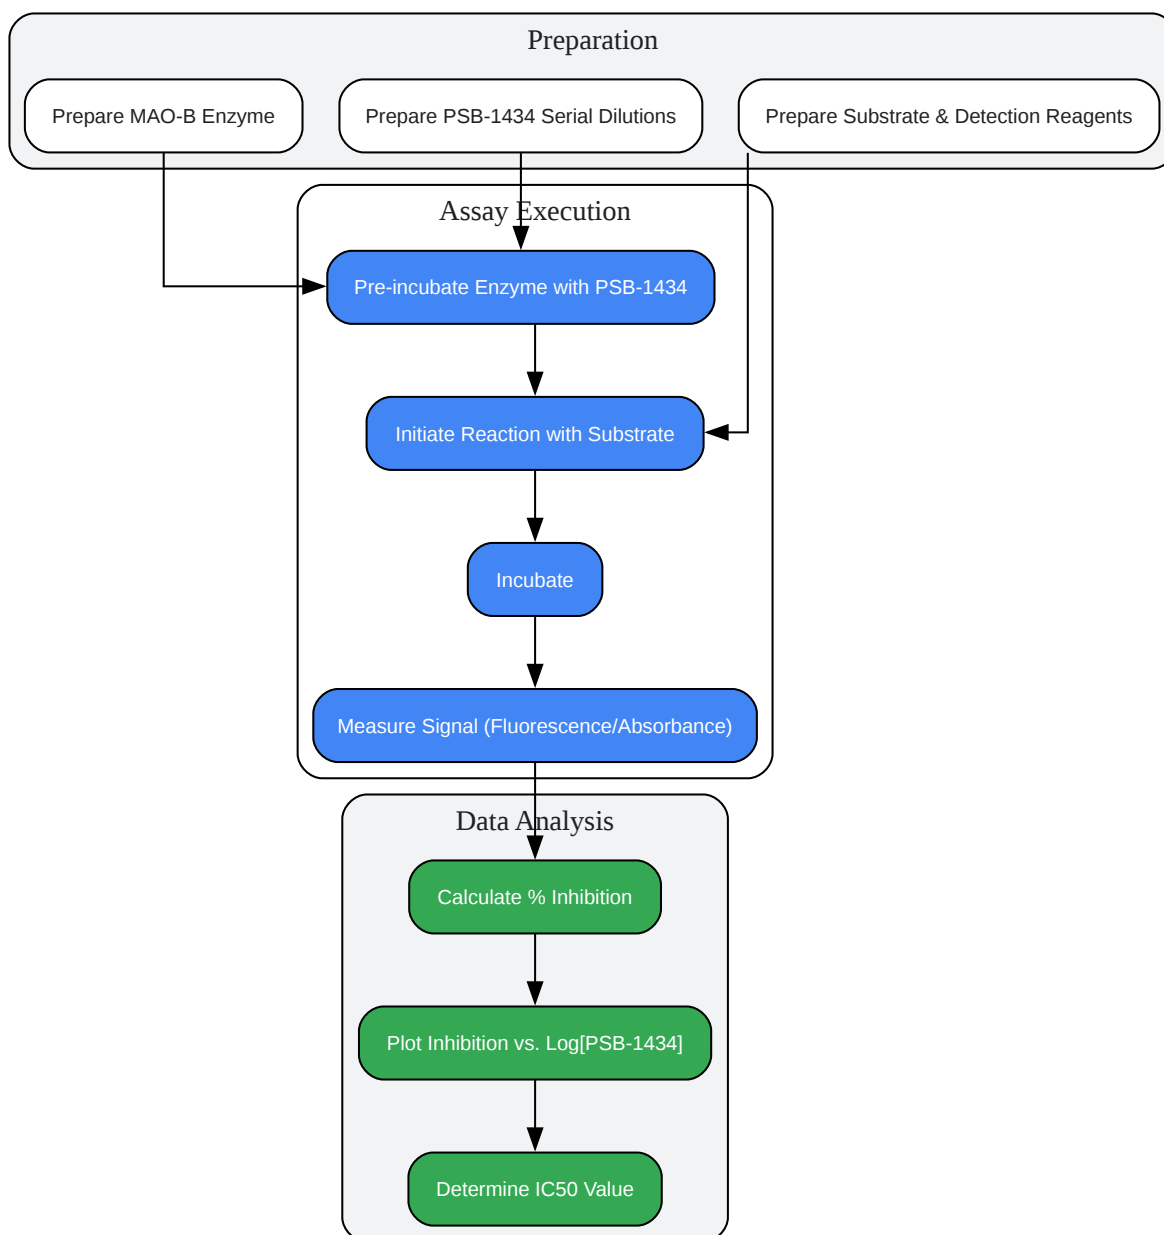 Preparation
Prepare MAO-B Enzyme
Prepare PSB-1434 Serial Dilutions
Prepare Substrate & Detection Reagents
Assay Execution
Pre-incubate Enzyme with PSB-1434
Initiate Reaction with Substrate
Incubate
Measure Signal (Fluorescence/Absorbance)
Data Analysis
Calculate % Inhibition
Plot Inhibition vs. Log[PSB-1434]
Determine IC50 Value